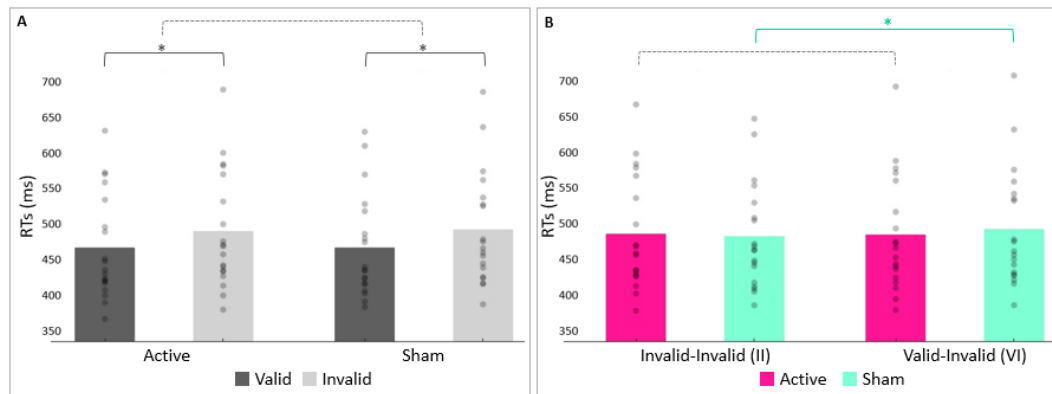 A
*
*
700
650
600
550
500
450
400
350
RTs (ms)
Active
Sham
Valid
Invalid
B
*
700
650
600
550
500
450
400
350
RTs (ms)
Invalid-Invalid (II)
Valid-Invalid (VI)
Active
Sham